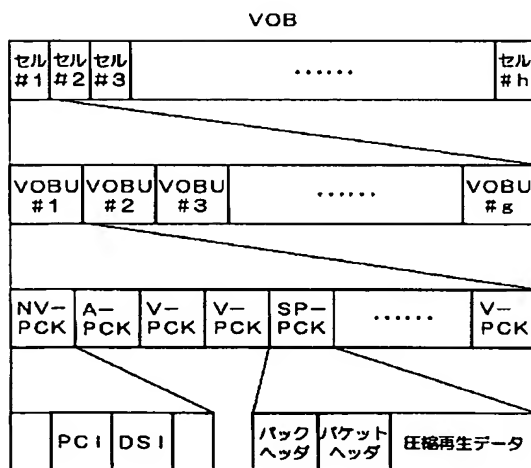 VOB
セル #1 セル #2 セル #3 ...... セル #h
VOBU #1 VOBU #2 VOBU #3 ...... VOBU #g
NV-PCK A-PCK V-PCK V-PCK SP-PCK ...... V-PCK
PCI DSI パックヘッダ パケットヘッダ 圧縮再生データ